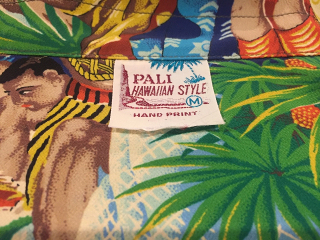 PALI
HAWAIIAN STYLE
M
HAND PRINT